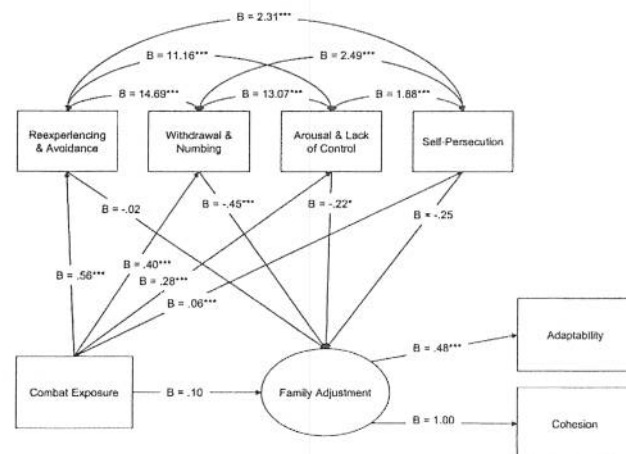 B = 2.31***
B = 11.16***
B = 2.49***
B = 14.69***
B = 13.07***
B = 1.88***
Reexperiencing
& Avoidance
Withdrawal &
Numbing
Arousal & Lack
of Control
Self-Persecution
B = -.02
B = -.45***
B = -.22*
B = -.25
B = .56***
B = .40***
B = .28***
B = .06***
Combat Exposure
B = .10
Family Adjustment
B = .48***
Adaptability
B = 1.00
Cohesion